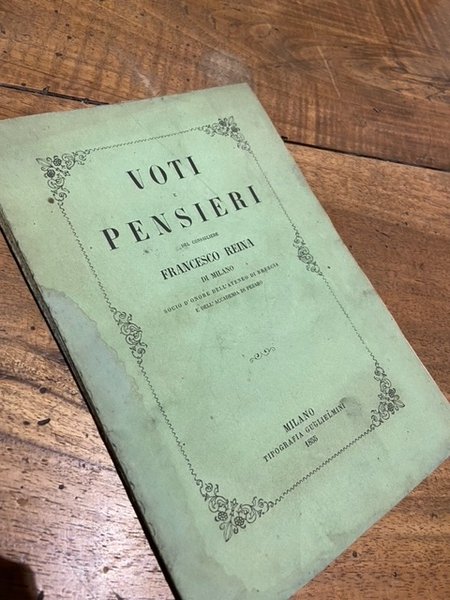 VOTI
E
PENSIERI
DEL CONSIGLIERE
FRANCESCO REINA
DI MILANO
SOCIO D'ONORE DELL'ATENEO DI BRESCIA
E DELL'ACCADEMIA DI PESARO
MILANO
TIPOGRAFIA GUGLIELMINI
1855